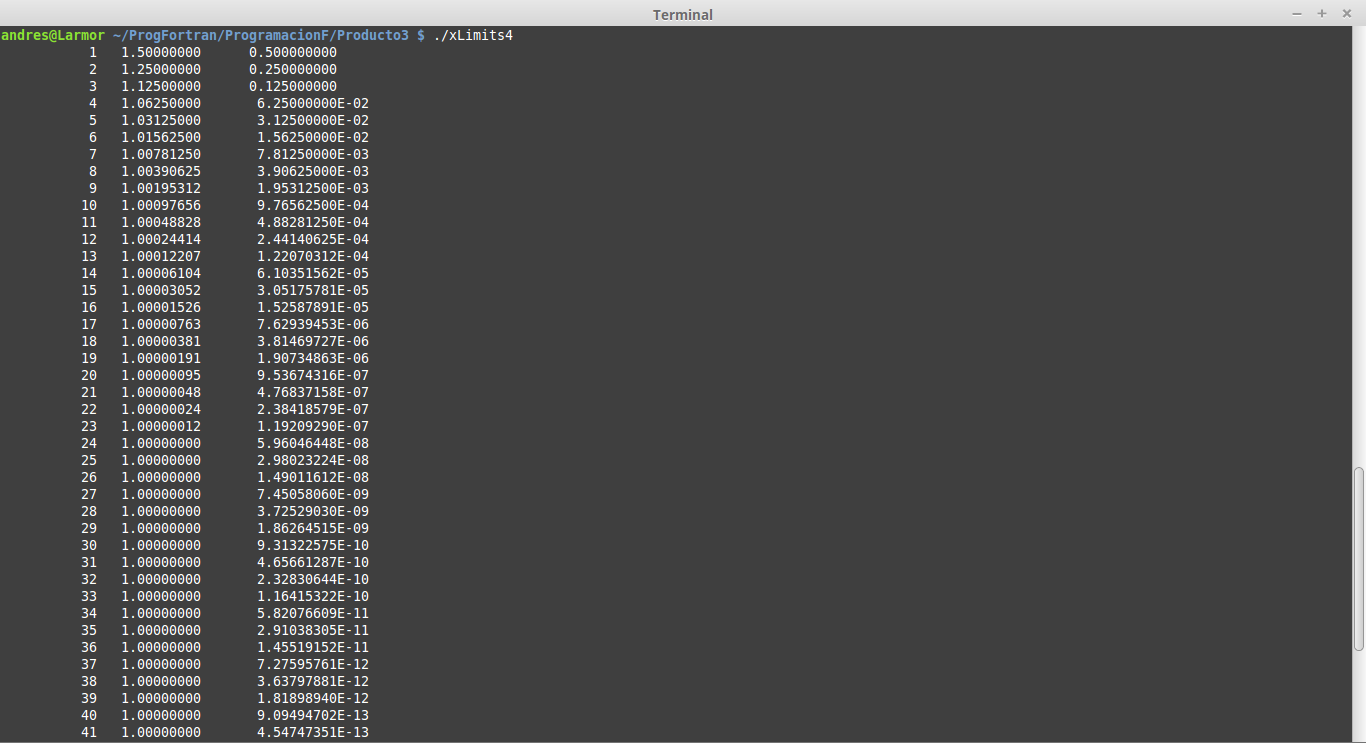 Terminal
andres@Larmor ~/ProgFortran/ProgramacionF/Producto3 $ ./xLimits4
1 1.50000000 0.500000000
2 1.25000000 0.250000000
3 1.12500000 0.125000000
4 1.06250000 6.25000000E-02
5 1.03125000 3.12500000E-02
6 1.01562500 1.56250000E-02
7 1.00781250 7.81250000E-03
8 1.00390625 3.90625000E-03
9 1.00195312 1.95312500E-03
10 1.00097656 9.76562500E-04
11 1.00048828 4.88281250E-04
12 1.00024414 2.44140625E-04
13 1.00012207 1.22070312E-04
14 1.00006104 6.10351562E-05
15 1.00003052 3.05175781E-05
16 1.00001526 1.52587891E-05
17 1.00000763 7.62939453E-06
18 1.00000381 3.81469727E-06
19 1.00000191 1.90734863E-06
20 1.00000095 9.53674316E-07
21 1.00000048 4.76837158E-07
22 1.00000024 2.38418579E-07
23 1.00000012 1.19209290E-07
24 1.00000000 5.96046448E-08
25 1.00000000 2.98023224E-08
26 1.00000000 1.49011612E-08
27 1.00000000 7.45058060E-09
28 1.00000000 3.72529030E-09
29 1.00000000 1.86264515E-09
30 1.00000000 9.31322575E-10
31 1.00000000 4.65661287E-10
32 1.00000000 2.32830644E-10
33 1.00000000 1.16415322E-10
34 1.00000000 5.82076609E-11
35 1.00000000 2.91038305E-11
36 1.00000000 1.45519152E-11
37 1.00000000 7.27595761E-12
38 1.00000000 3.63797881E-12
39 1.00000000 1.81898940E-12
40 1.00000000 9.09494702E-13
41 1.00000000 4.54747351E-13